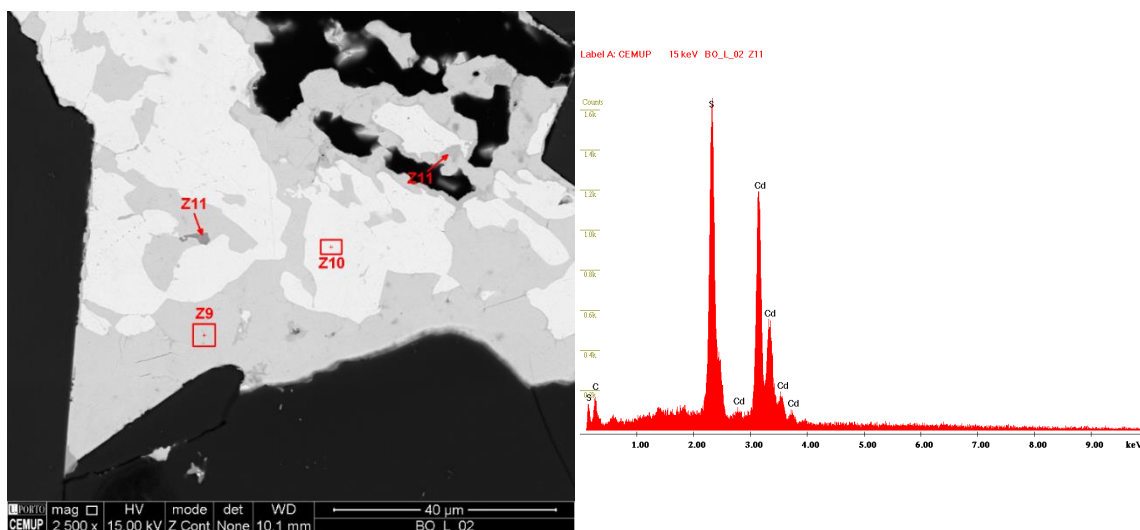 Z11
Z11
Z10
Z9
U.PORTO
CEMUP
mag □ HV mode det WD
2 500 x 15.00 kV Z Cont None 10.1 mm
40 µm
BO_L_02
Label A: CEMUP 15 keV BO_L_02 Z11
Counts
1.6k
1.4k
1.2k
1.0k
0.8k
0.6k
0.4k
S
Cd
Cd
Cd
Cd
Cd
C
S
1.00 2.00 3.00 4.00 5.00 6.00 7.00 8.00 9.00 keV